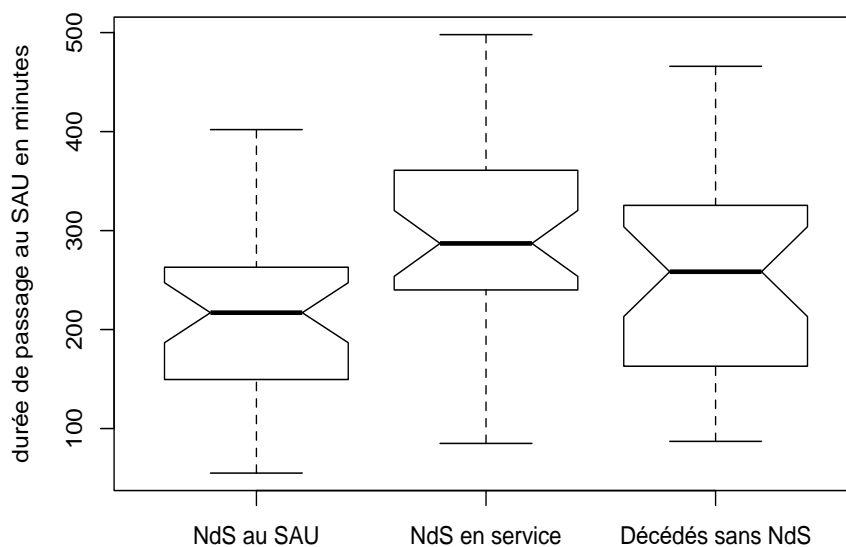 durée de passage au SAU en minutes
500
400
300
200
100
NdS au SAU
NdS en service
Décédés sans NdS